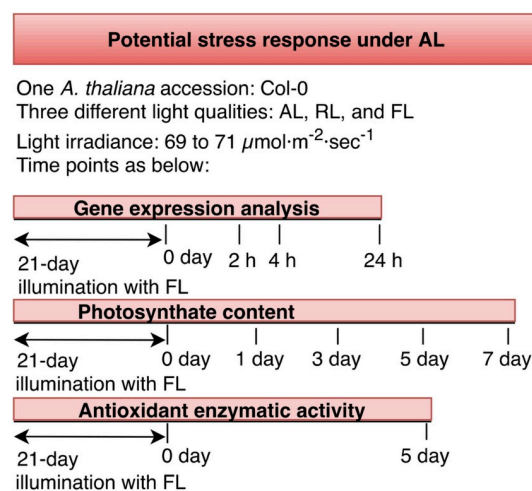 Potential stress response under AL
One A. thaliana accession: Col-0
Three different light qualities: AL, RL, and FL
Light irradiance: 69 to 71 μmol·m⁻²·sec⁻¹
Time points as below:
Gene expression analysis
0 day 2 h 4 h 24 h
21-day
illumination with FL
Photosynthate content
21-day 0 day 1 day 3 day 5 day 7 day
illumination with FL
Antioxidant enzymatic activity
21-day 0 day 5 day
illumination with FL